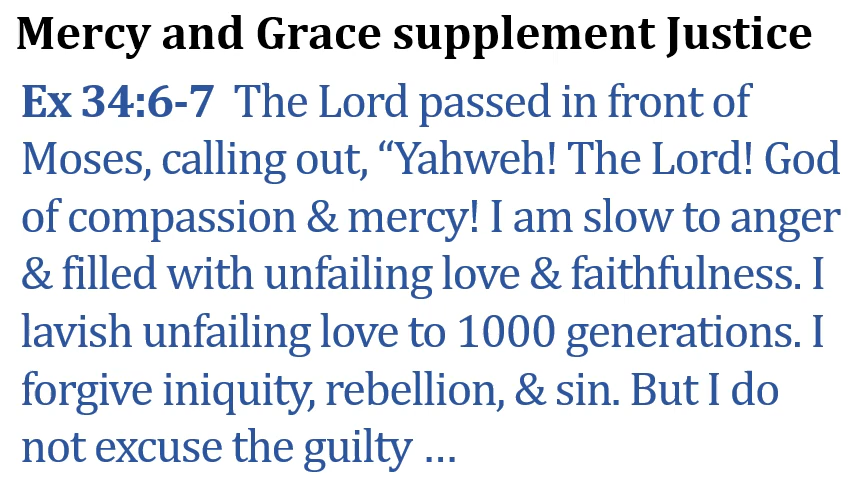 Mercy and Grace supplement Justice
Ex 34:6-7 The Lord passed in front of
Moses, calling out, “Yahweh! The Lord! God
of compassion & mercy! I am slow to anger
& filled with unfailing love & faithfulness. I
lavish unfailing love to 1000 generations. I
forgive iniquity, rebellion, & sin. But I do
not excuse the guilty ...